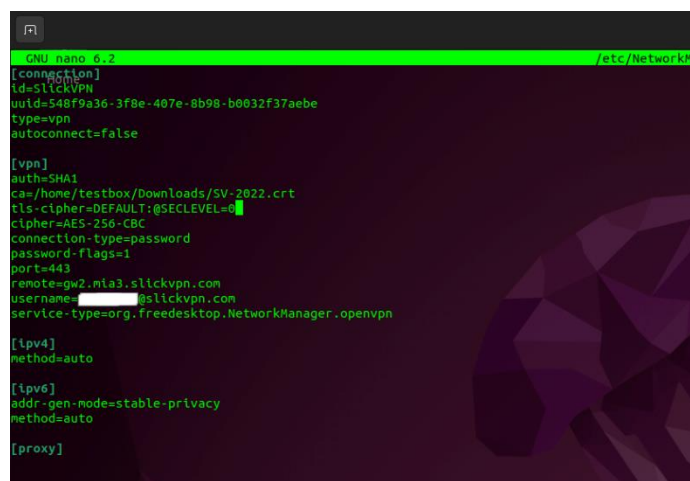 GNU nano 6.2 /etc/NetworkM
[connection]
Home
id=SlickVPN
uuid=548f9a36-3f8e-407e-8b98-b0032f37aebe
type=vpn
autoconnect=false
[vpn]
auth=SHA1
ca=/home/testbox/Downloads/SV-2022.crt
tls-cipher=DEFAULT:@SECLEVEL=0
cipher=AES-256-CBC
connection-type=password
password-flags=1
port=443
remote=gw2.mia3.slickvpn.com
username= @slickvpn.com
service-type=org.freedesktop.NetworkManager.openvpn
[ipv4]
method=auto
[ipv6]
addr-gen-mode=stable-privacy
method=auto
[proxy]